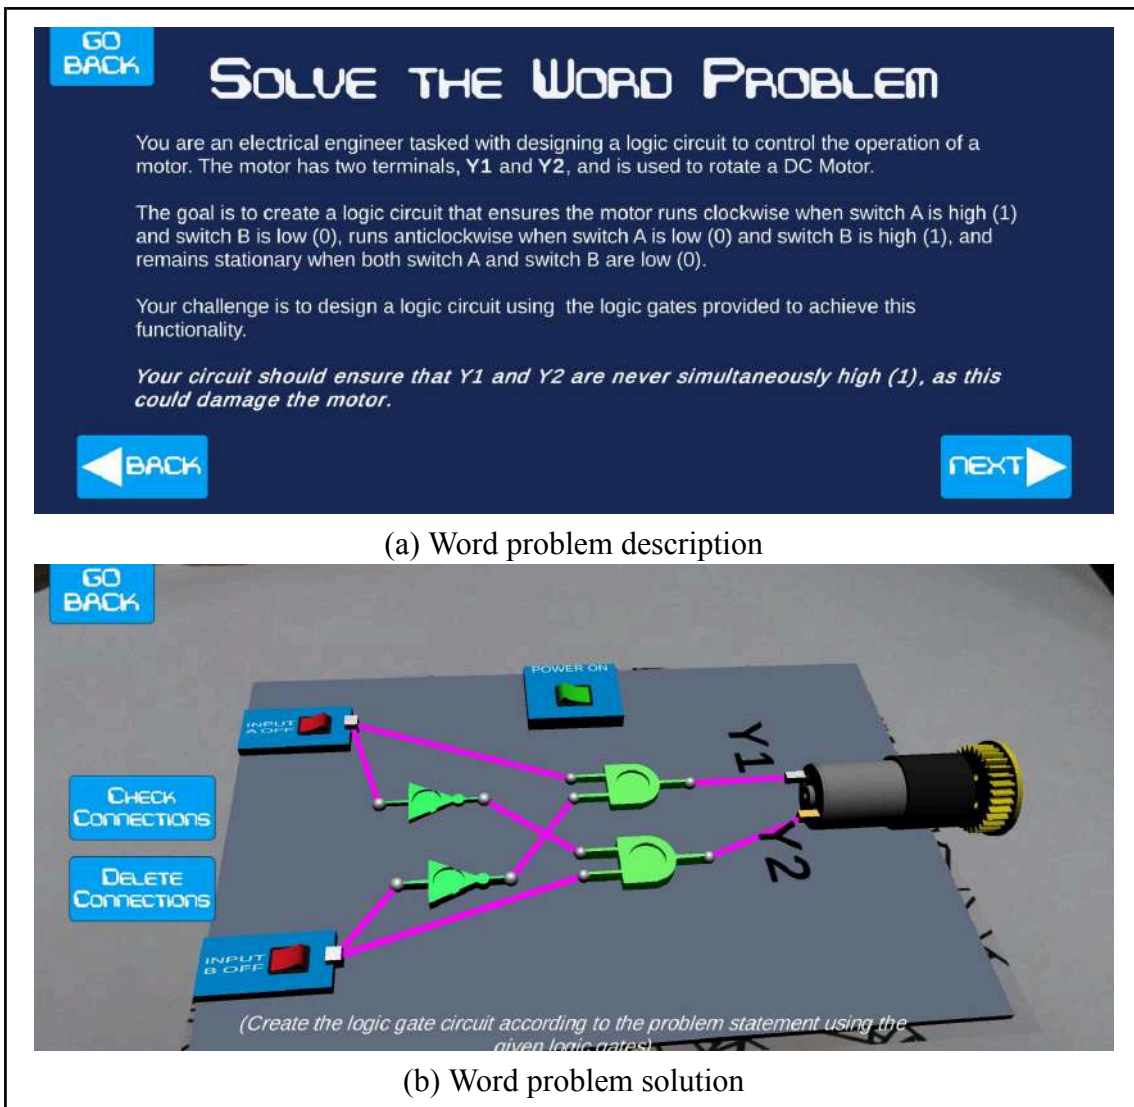 GO
BACK
SOLVE THE WORD PROBLEM
You are an electrical engineer tasked with designing a logic circuit to control the operation of a
motor. The motor has two terminals, Y1 and Y2, and is used to rotate a DC Motor.
The goal is to create a logic circuit that ensures the motor runs clockwise when switch A is high (1)
and switch B is low (0), runs anticlockwise when switch A is low (0) and switch B is high (1), and
remains stationary when both switch A and switch B are low (0).
Your challenge is to design a logic circuit using the logic gates provided to achieve this
functionality.
Your circuit should ensure that Y1 and Y2 are never simultaneously high (1), as this
could damage the motor.
BACK
NEXT
(a) Word problem description
GO
BACK
POWER ON
INPUT
A OFF
Y1
CHECK
CONNECTIONS
Y2
DELETE
CONNECTIONS
INPUT
B OFF
(Create the logic gate circuit according to the problem statement using the
given logic gates)
(b) Word problem solution